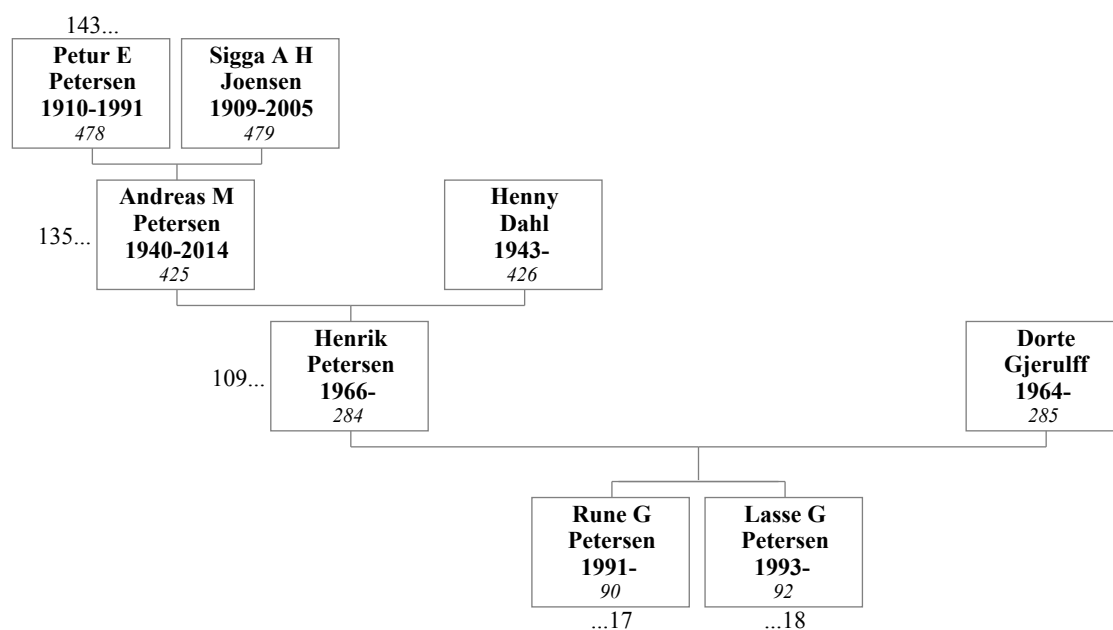 143...
Petur E
Petersen
1910-1991
478
Sigga A H
Joensen
1909-2005
479
135...
Andreas M
Petersen
1940-2014
425
Henny
Dahl
1943-
426
109...
Henrik
Petersen
1966-
284
Dorte
Gjerulff
1964-
285
Rune G
Petersen
1991-
90
...17
Lasse G
Petersen
1993-
92
...18